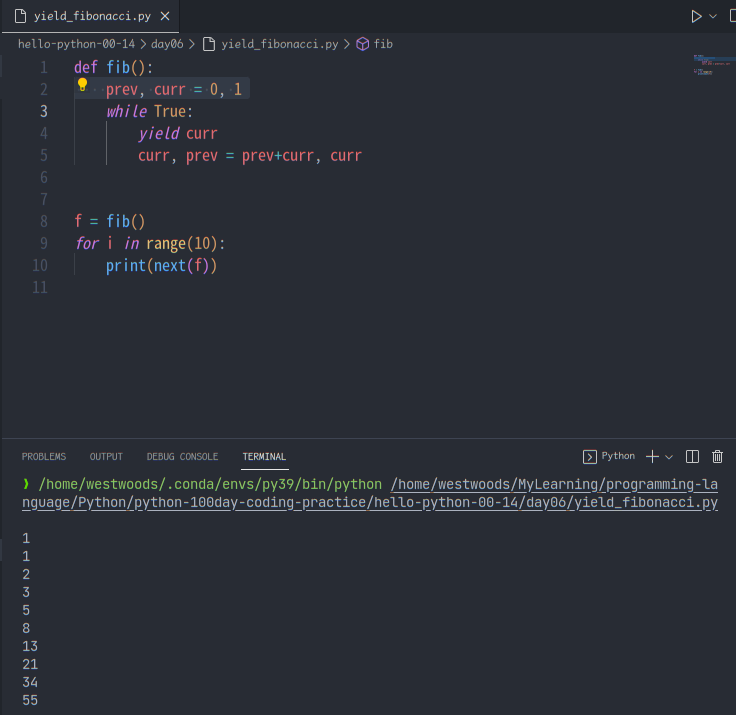 yield_fibonacci.py
hello-python-00-14 > day06 > yield_fibonacci.py > fib
1 def fib():
2     prev, curr = 0, 1
3     while True:
4         yield curr
5         curr, prev = prev+curr, curr
6
7
8 f = fib()
9 for i in range(10):
10     print(next(f))
11
PROBLEMS OUTPUT DEBUG CONSOLE TERMINAL Python
❯ /home/westwoods/.conda/envs/py39/bin/python /home/westwoods/MyLearning/programming-la
nguage/Python/python-100day-coding-practice/hello-python-00-14/day06/yield_fibonacci.py
1
1
2
3
5
8
13
21
34
55